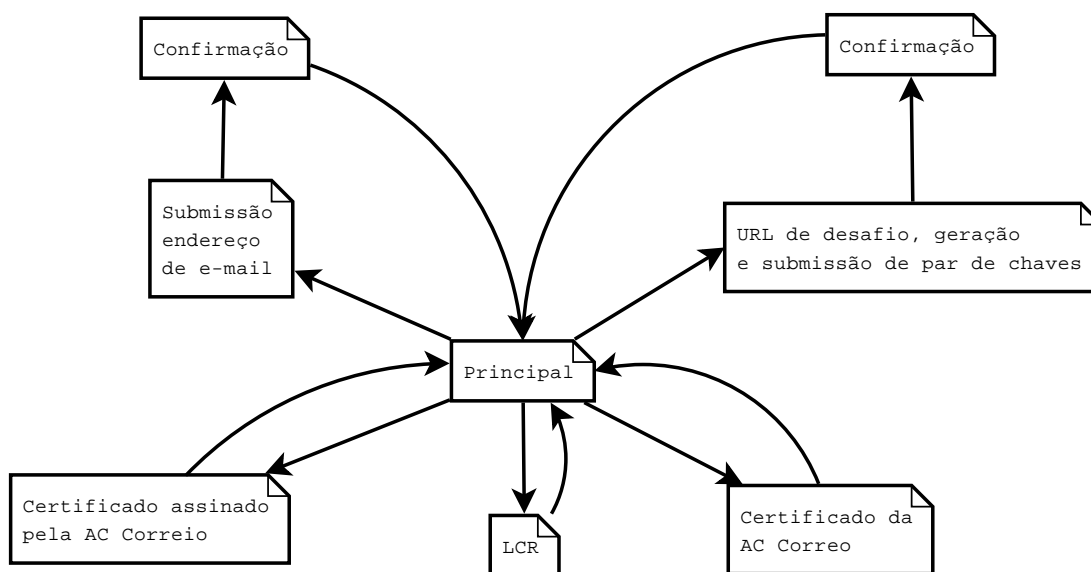 Confirmação
Confirmação
Submissão
endereço
de e-mail
URL de desafio, geração
e submissão de par de chaves
Principal
Certificado assinado
pela AC Correio
LCR
Certificado da
AC Correo